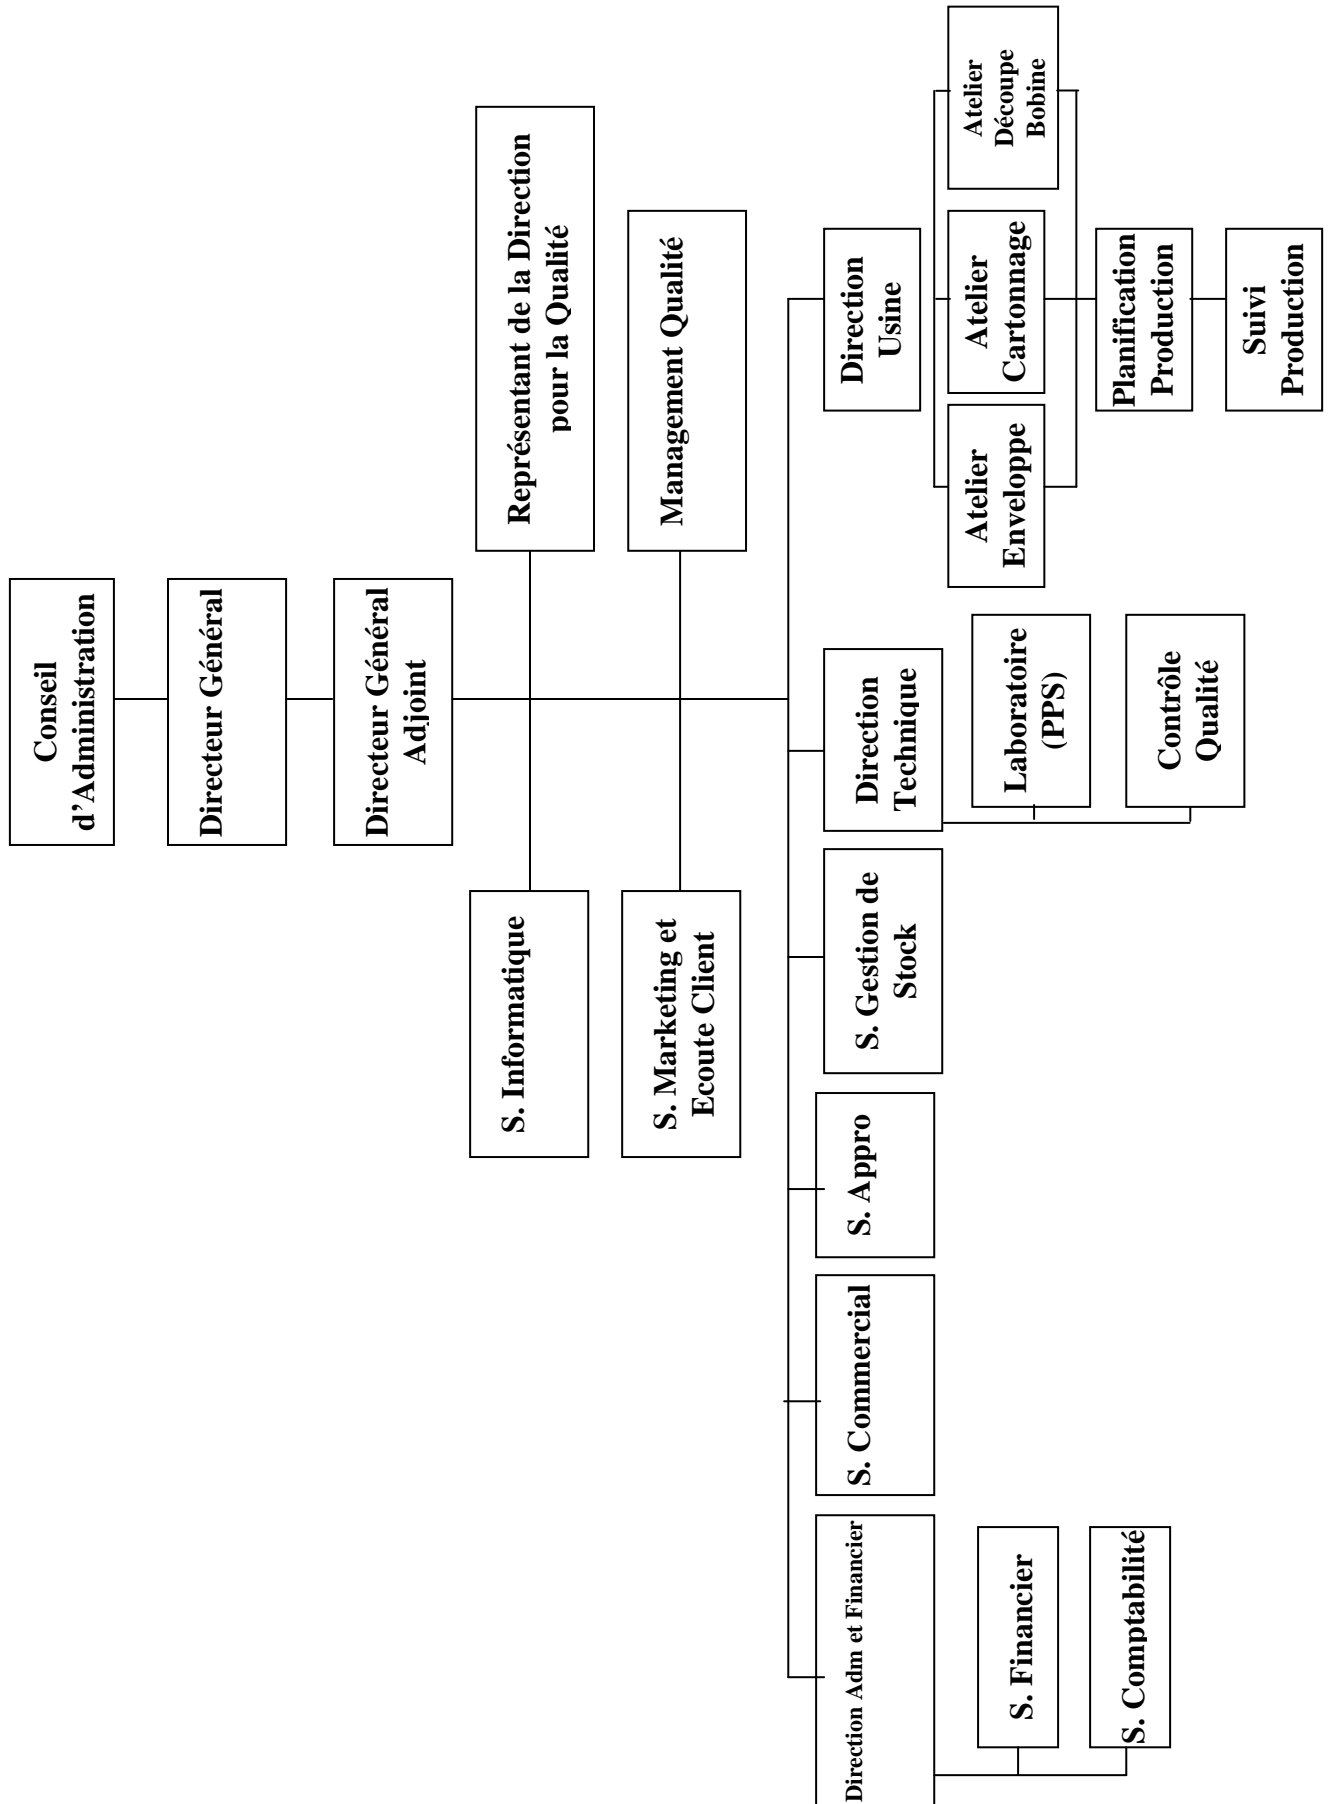 Conseil
d'Administration
Directeur Général
Directeur Général
Adjoint
S. Informatique
Représentant de la Direction
pour la Qualité
S. Marketing et
Ecoute Client
Management Qualité
Direction Adm et Financier
S. Financier
S. Comptabilité
S. Commercial
S. Appro
S. Gestion de
Stock
Direction
Technique
Laboratoire
(PPS)
Contrôle
Qualité
Direction
Usine
Atelier
Enveloppe
Atelier
Cartonnage
Atelier
Découpe
Bobine
Planification
Production
Suivi
Production